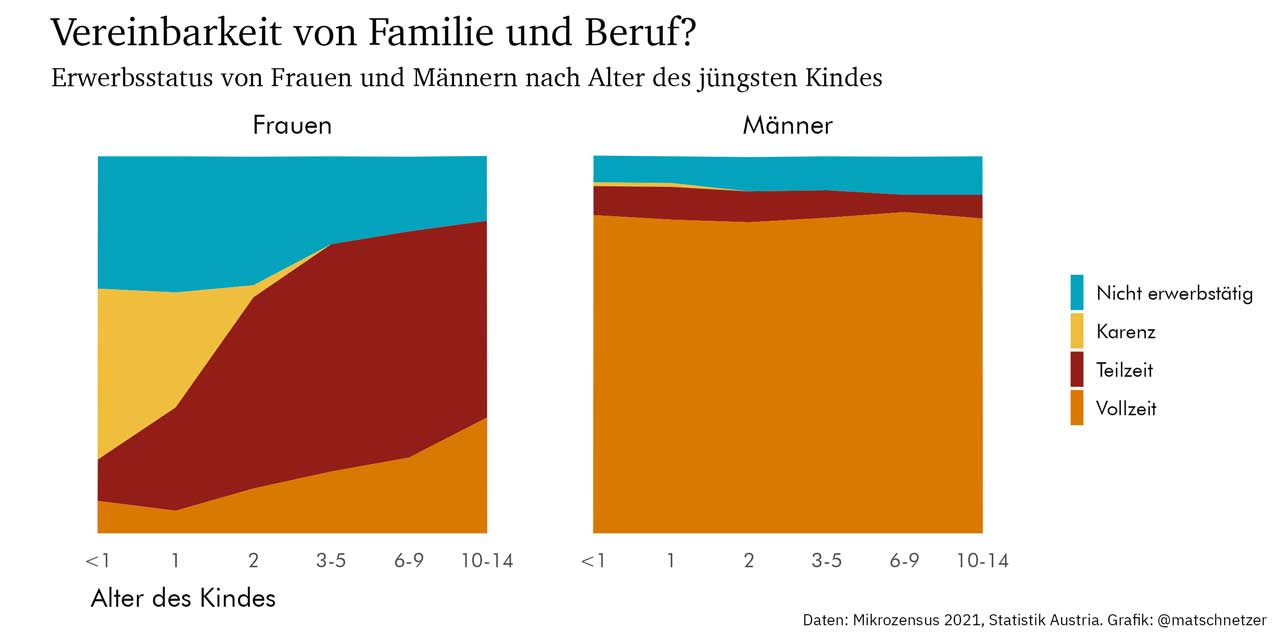 Vereinbarkeit von Familie und Beruf?
Erwerbsstatus von Frauen und Männern nach Alter des jüngsten Kindes
Frauen
Männer
Nicht erwerbstätig
Karenz
Teilzeit
Vollzeit
<1 1 2 3-5 6-9 10-14
<1 1 2 3-5 6-9 10-14
Alter des Kindes
Daten: Mikrozensus 2021, Statistik Austria. Grafik: @matschnetzer